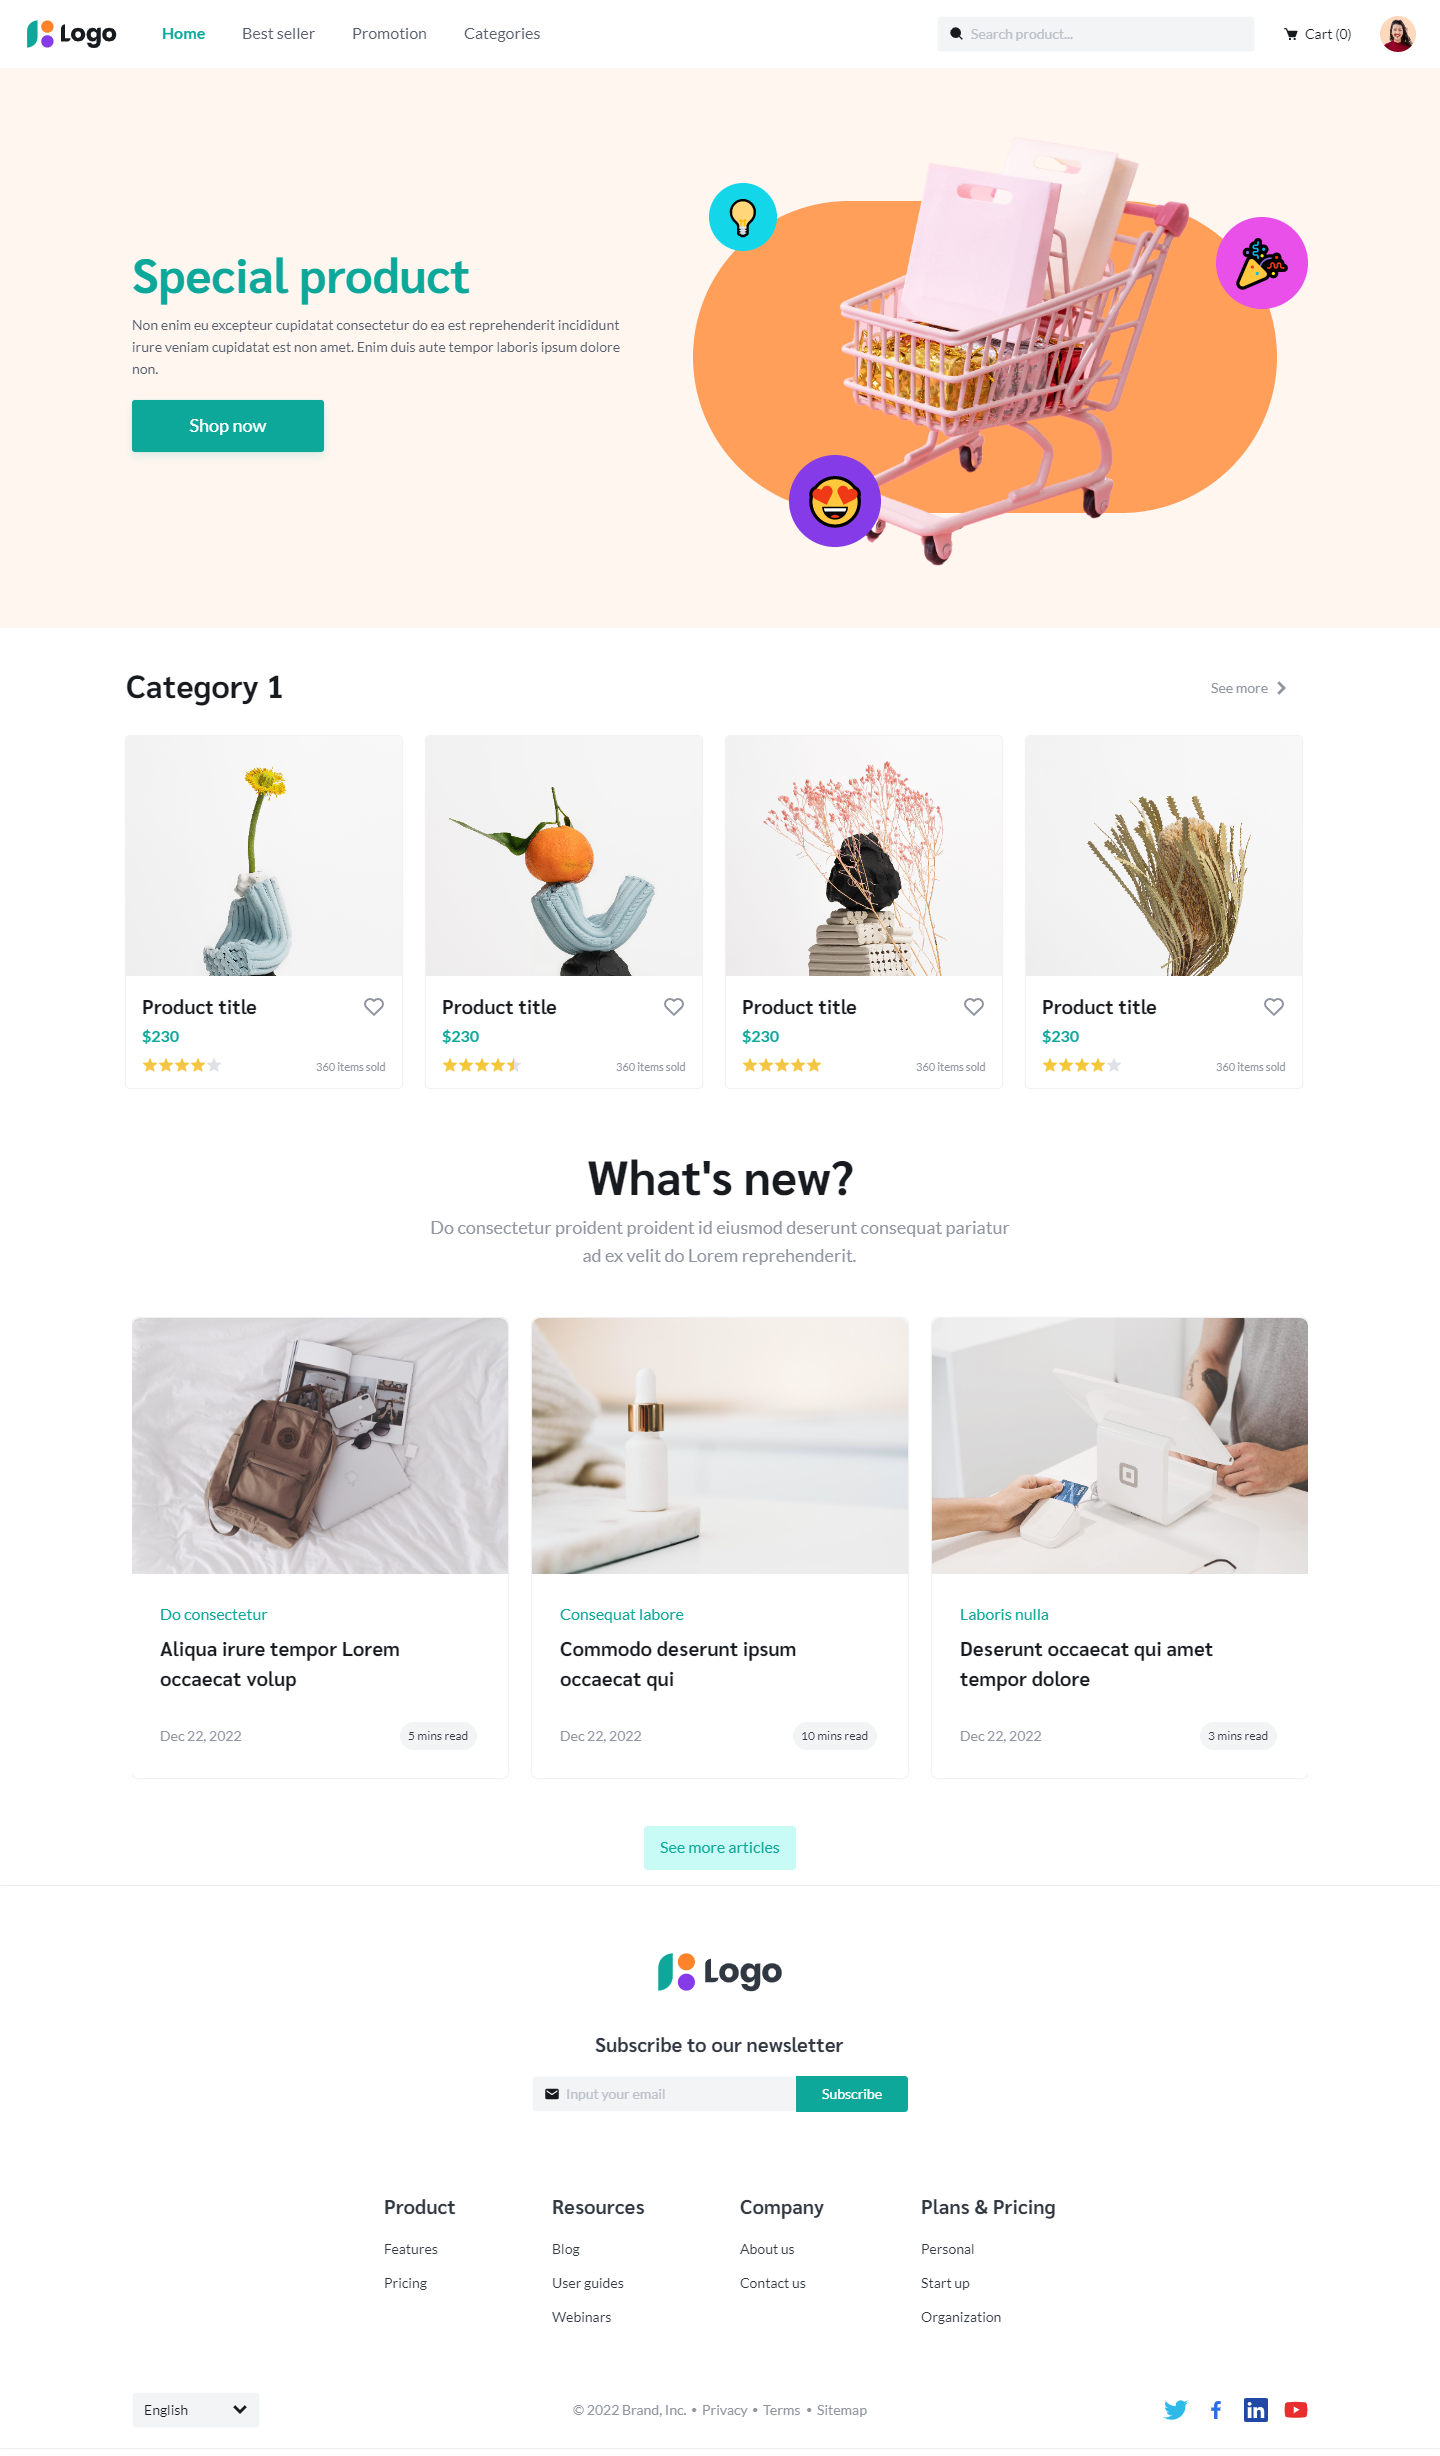 Logo
Home
Best seller
Promotion
Categories
Search product...
Cart (0)
Special product
Non enim eu excepteur cupidatat consectetur do ea est reprehenderit incididunt
irure veniam cupidatat est non amet. Enim duis aute tempor laboris ipsum dolore
non.
Shop now
Category 1
See more
Product title
$230
360 items sold
Product title
$230
360 items sold
Product title
$230
360 items sold
Product title
$230
360 items sold
What's new?
Do consectetur proident proident id eiusmod deserunt consequat pariatur
ad ex velit do Lorem reprehenderit.
Do consectetur
Aliqua irure tempor Lorem
occaecat volup
Dec 22, 2022
5 mins read
Consequat labore
Commodo deserunt ipsum
occaecat qui
Dec 22, 2022
10 mins read
Laboris nulla
Deserunt occaecat qui amet
tempor dolore
Dec 22, 2022
3 mins read
See more articles
Logo
Subscribe to our newsletter
Input your email
Subscribe
Product
Features
Pricing
Resources
Blog
User guides
Webinars
Company
About us
Contact us
Plans & Pricing
Personal
Start up
Organization
English
© 2022 Brand, Inc. • Privacy • Terms • Sitemap